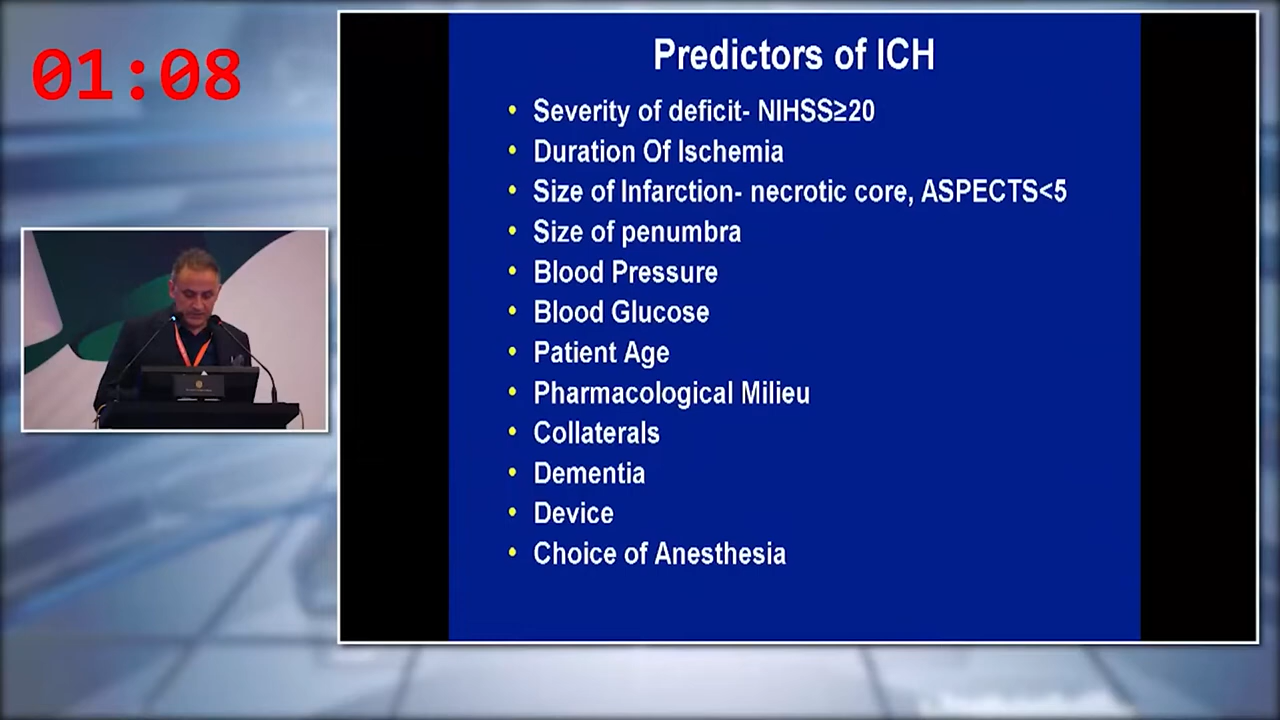 01:08
Predictors of ICH
• Severity of deficit- NIHSS≥20
• Duration Of Ischemia
• Size of Infarction- necrotic core, ASPECTS<5
• Size of penumbra
• Blood Pressure
• Blood Glucose
• Patient Age
• Pharmacological Milieu
• Collaterals
• Dementia
• Device
• Choice of Anesthesia